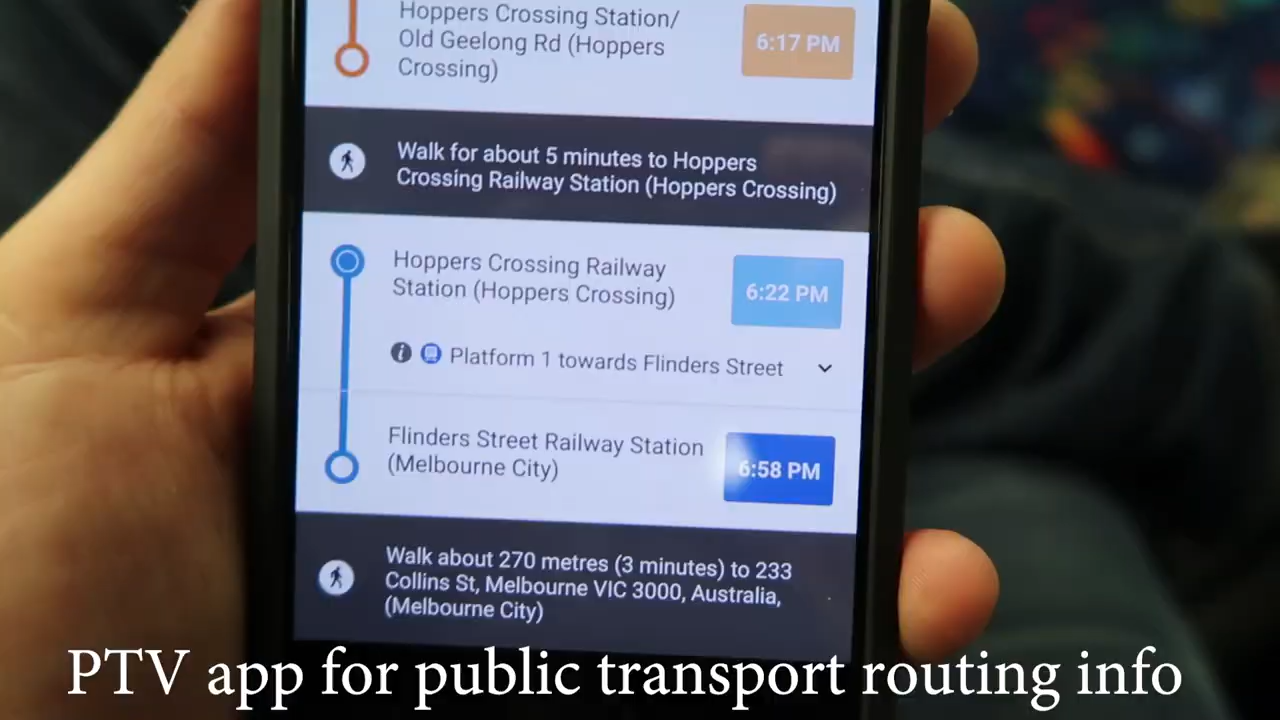 Hoppers Crossing Station/
Old Geelong Rd (Hoppers
Crossing)
6:17 PM
Walk for about 5 minutes to Hoppers
Crossing Railway Station (Hoppers Crossing)
Hoppers Crossing Railway
Station (Hoppers Crossing)
6:22 PM
i Platform 1 towards Flinders Street
Flinders Street Railway Station
(Melbourne City)
6:58 PM
Walk about 270 metres (3 minutes) to 233
Collins St, Melbourne VIC 3000, Australia,
(Melbourne City)
PTV app for public transport routing info